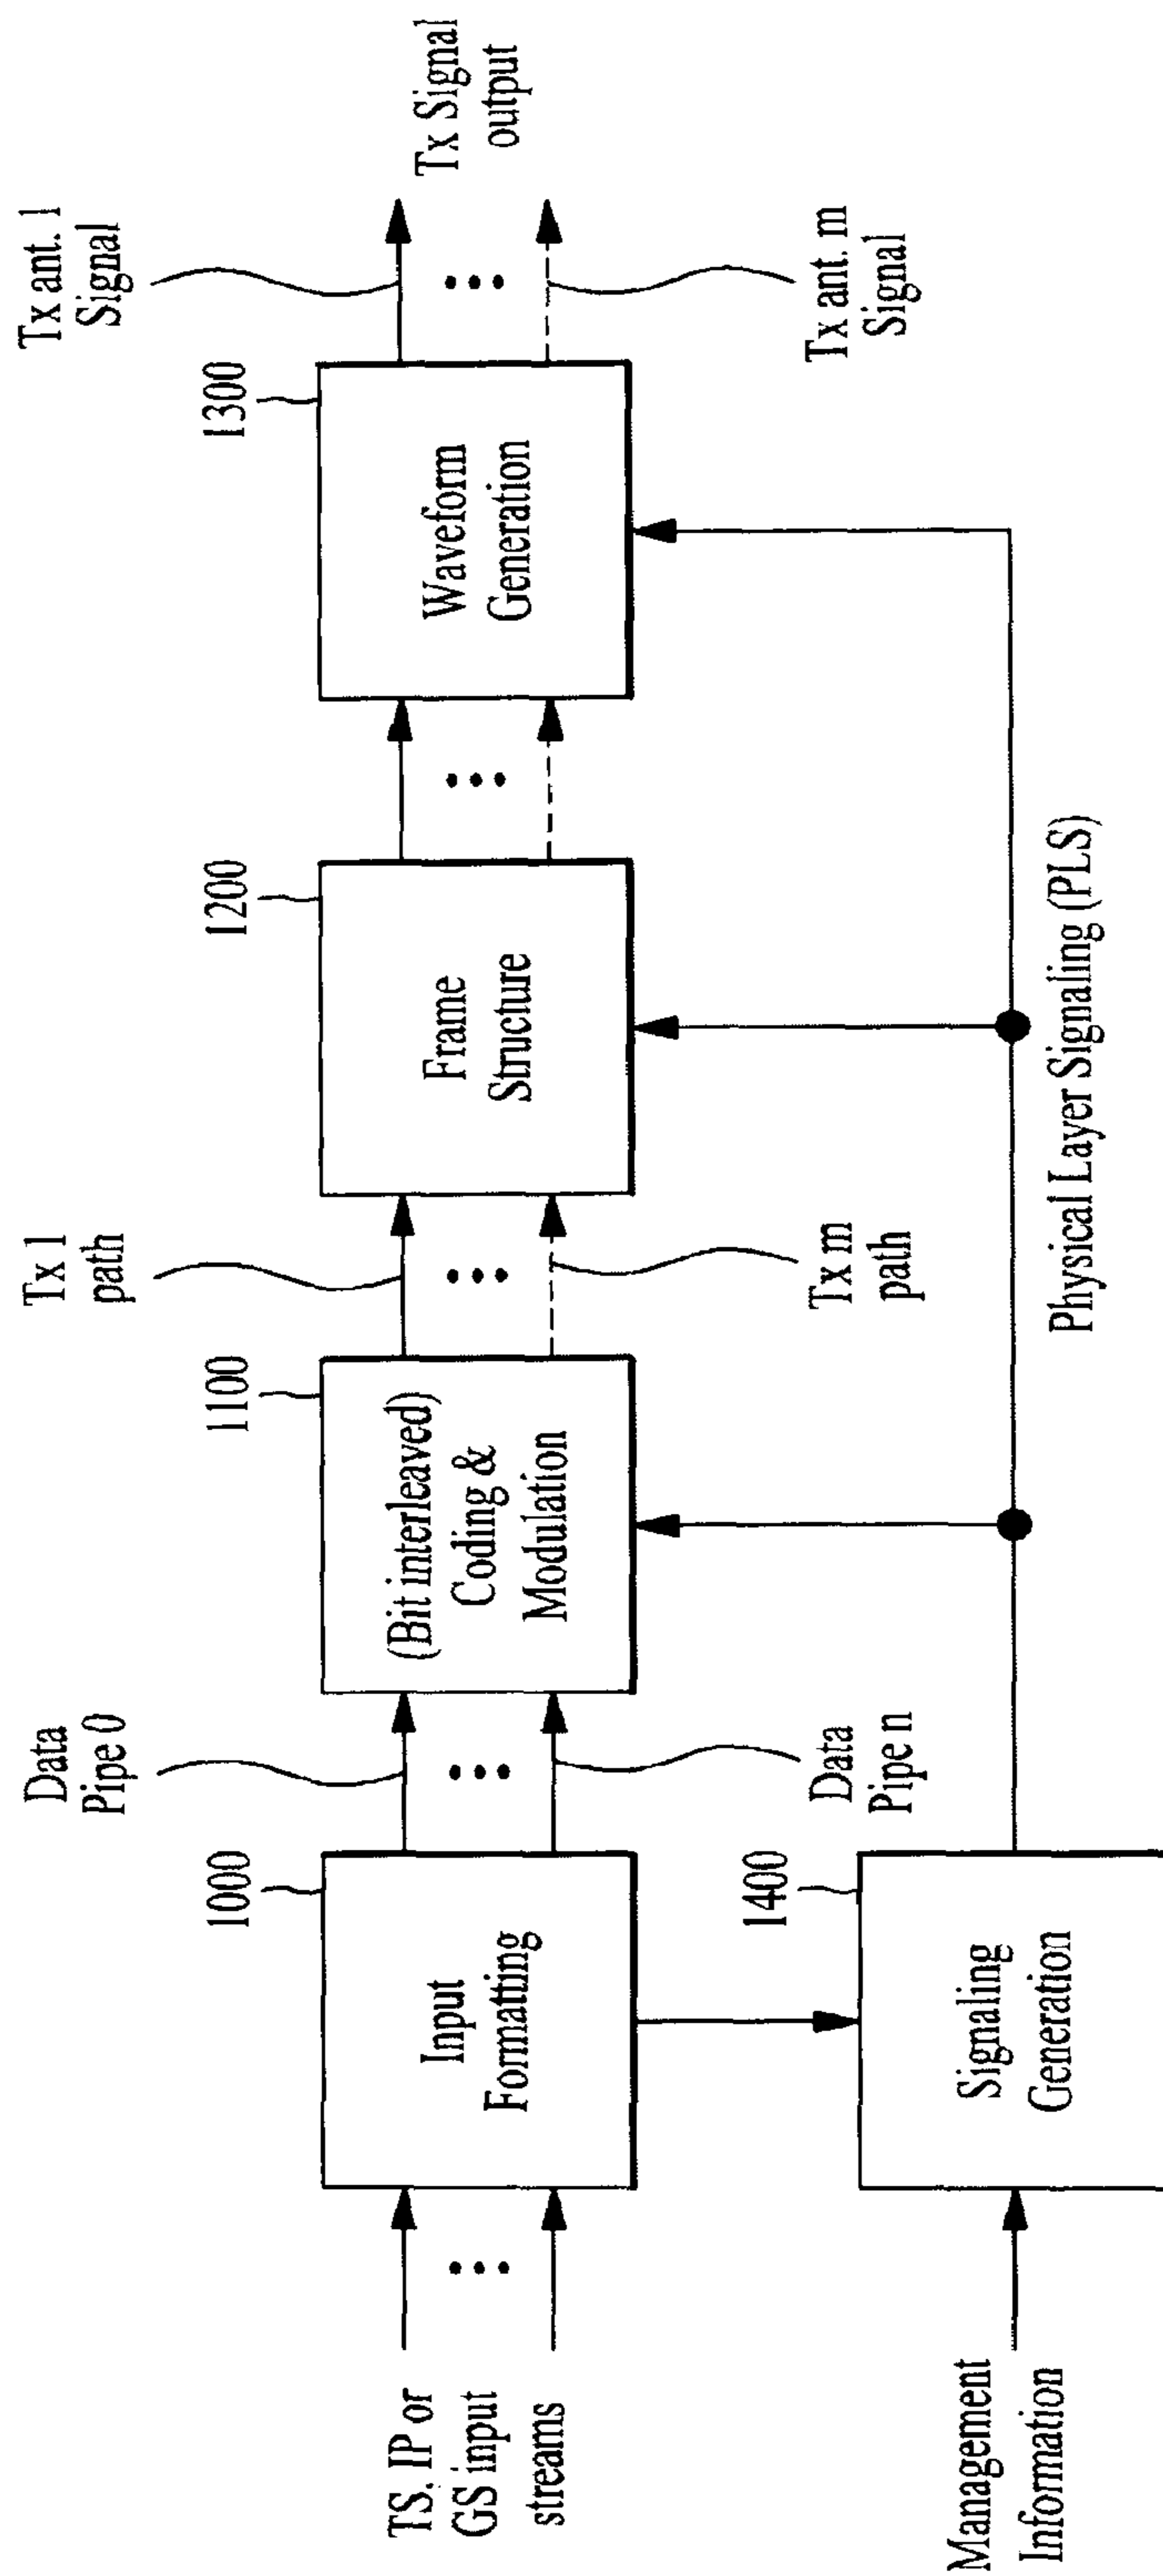 Tx ant. 1
Signal
Tx Signal
output
Tx ant. m
Signal
1300
Waveform
Generation
1200
Frame
Structure
Tx 1
path
Tx m
path
1100
(Bit interleaved)
Coding &
Modulation
Data
Pipe 0
Data
Pipe n
1000
Input
Formatting
TS, IP or
GS input
streams
1400
Signaling
Generation
Management
Information
Physical Layer Signaling (PLS)